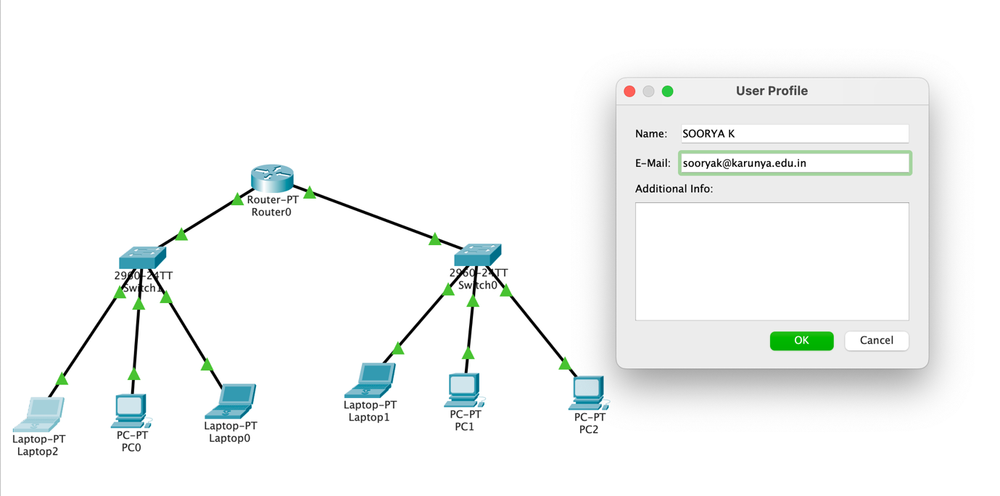 User Profile
Name: SOORYA K
E-Mail: sooryak@karunya.edu.in
Additional Info:
OK Cancel
Router-PT
Router0
2960-24TT
Switch1
2960-24TT
Switch0
Laptop-PT
Laptop2
PC-PT
PC0
Laptop-PT
Laptop0
Laptop-PT
Laptop1
PC-PT
PC1
PC-PT
PC2